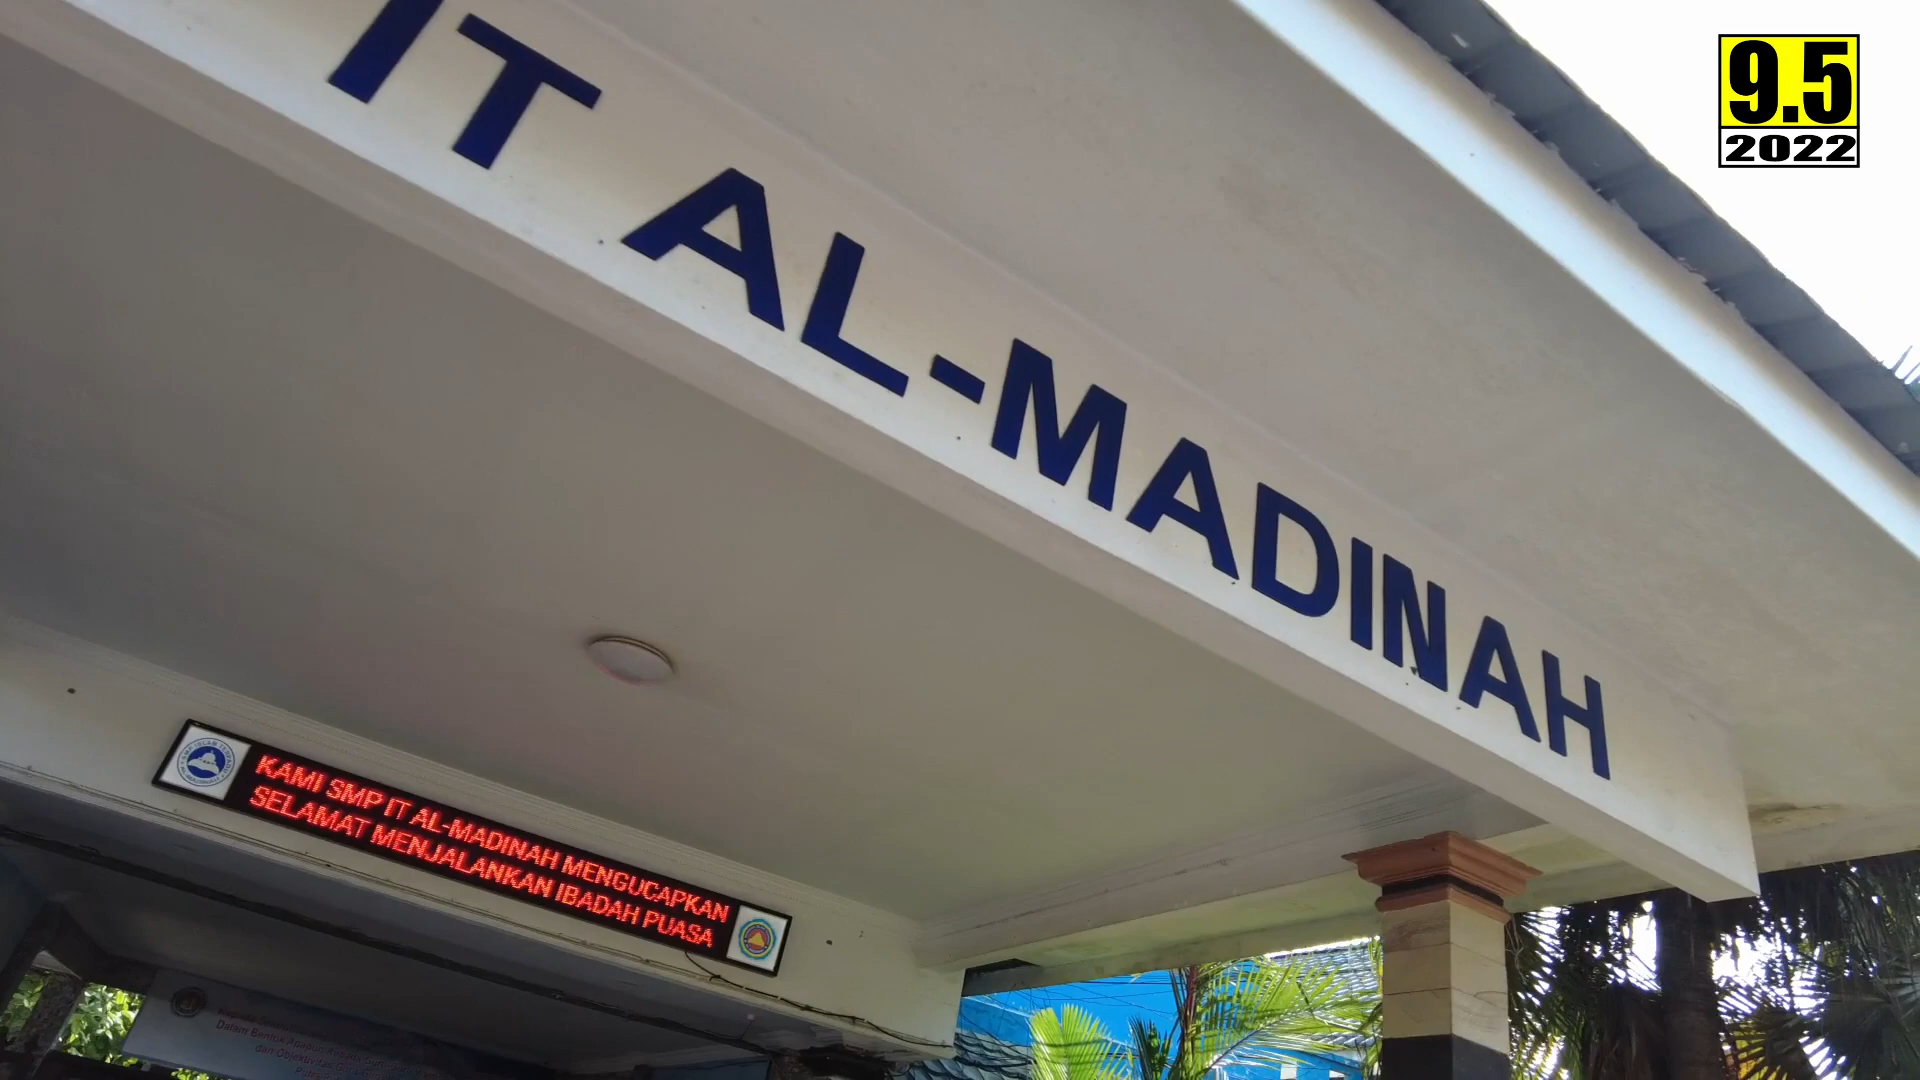 9.5
2022
IT AL-MADINAH
KAMI SMP IT AL-MADINAH MENGUCAPKAN
SELAMAT MENJALANKAN IBADAH PUASA